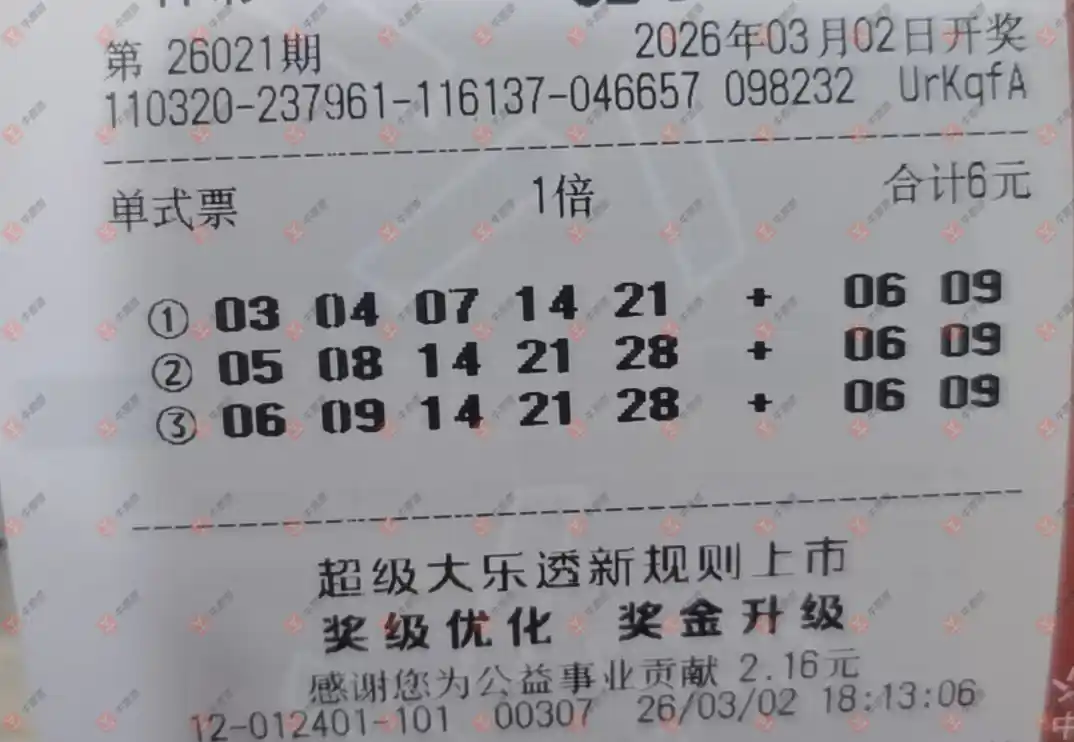 第 26021期 2026年03月02日开奖
110320-237961-116137-046657 098232 UrKqfA
单式票 1倍 合计6元
① 03 04 07 14 21 + 06 09
② 05 08 14 21 28 + 06 09
③ 06 09 14 21 28 + 06 09
超级大乐透新规则上市
奖级优化 奖金升级
感谢您为公益事业贡献 2.16元
12-012401-101 00307 26/03/02 18:13:06